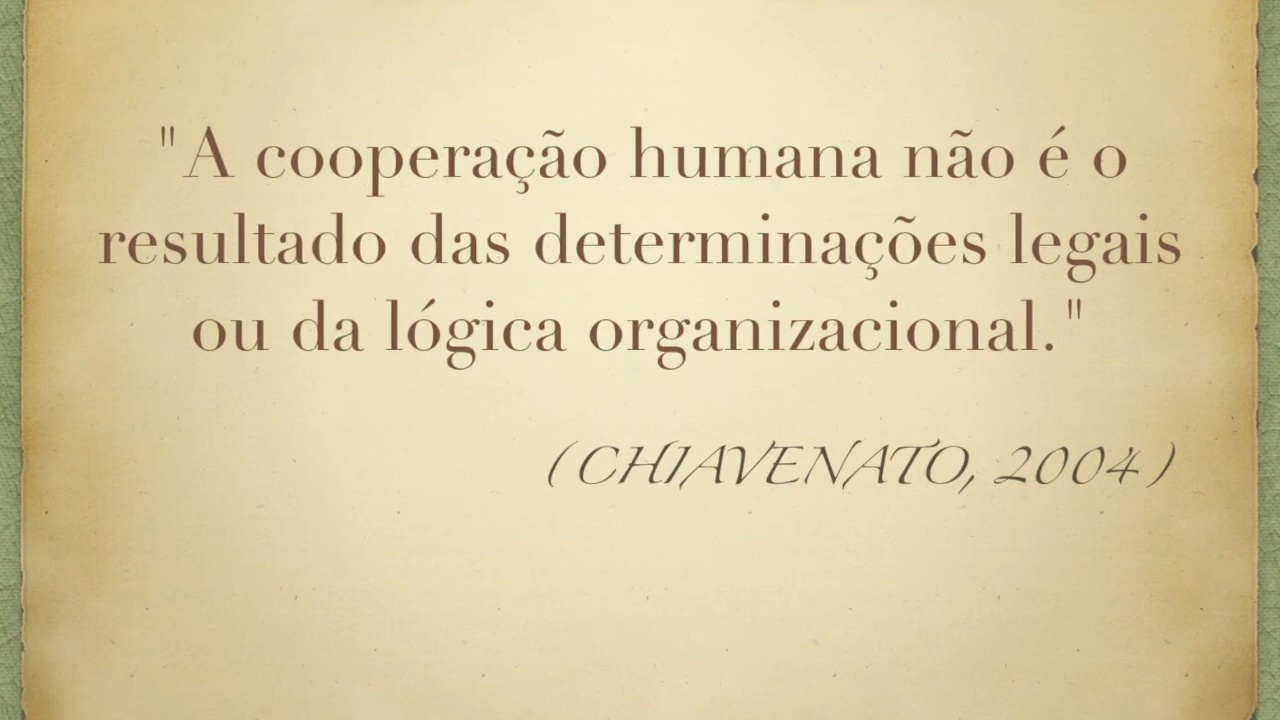 "A cooperação humana não é o
resultado das determinações legais
ou da lógica organizacional."
(CHIAVENATO, 2004)